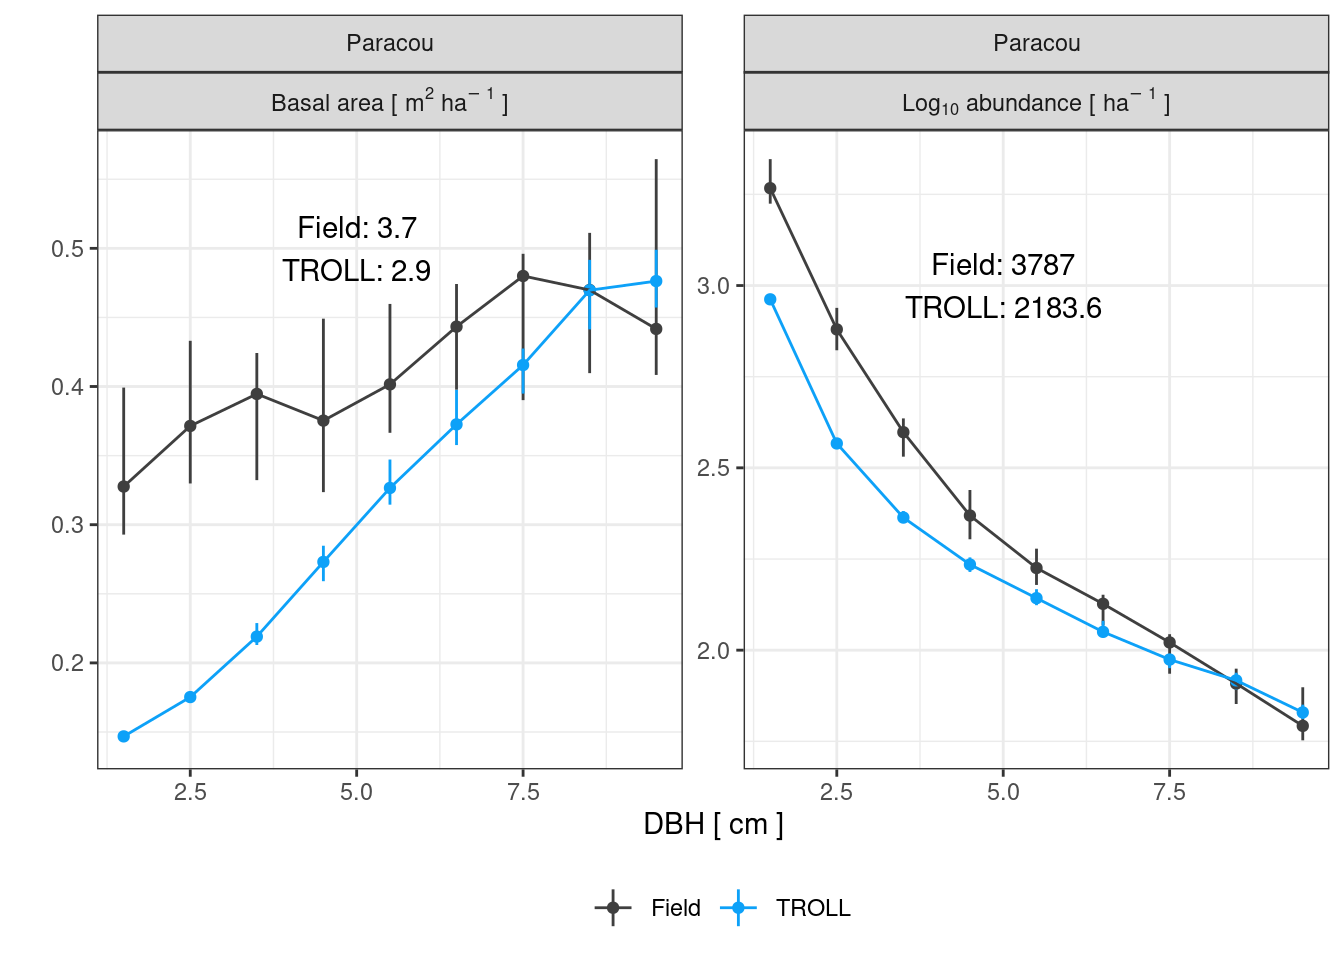 Paracou
Basal area [ m² ha⁻¹ ]
Field: 3.7
TROLL: 2.9
0.5
0.4
0.3
0.2
2.5 5.0 7.5
Paracou
Log₁₀ abundance [ ha⁻¹ ]
Field: 3787
TROLL: 2183.6
3.0
2.5
2.0
2.5 5.0 7.5
DBH [ cm ]
Field TROLL